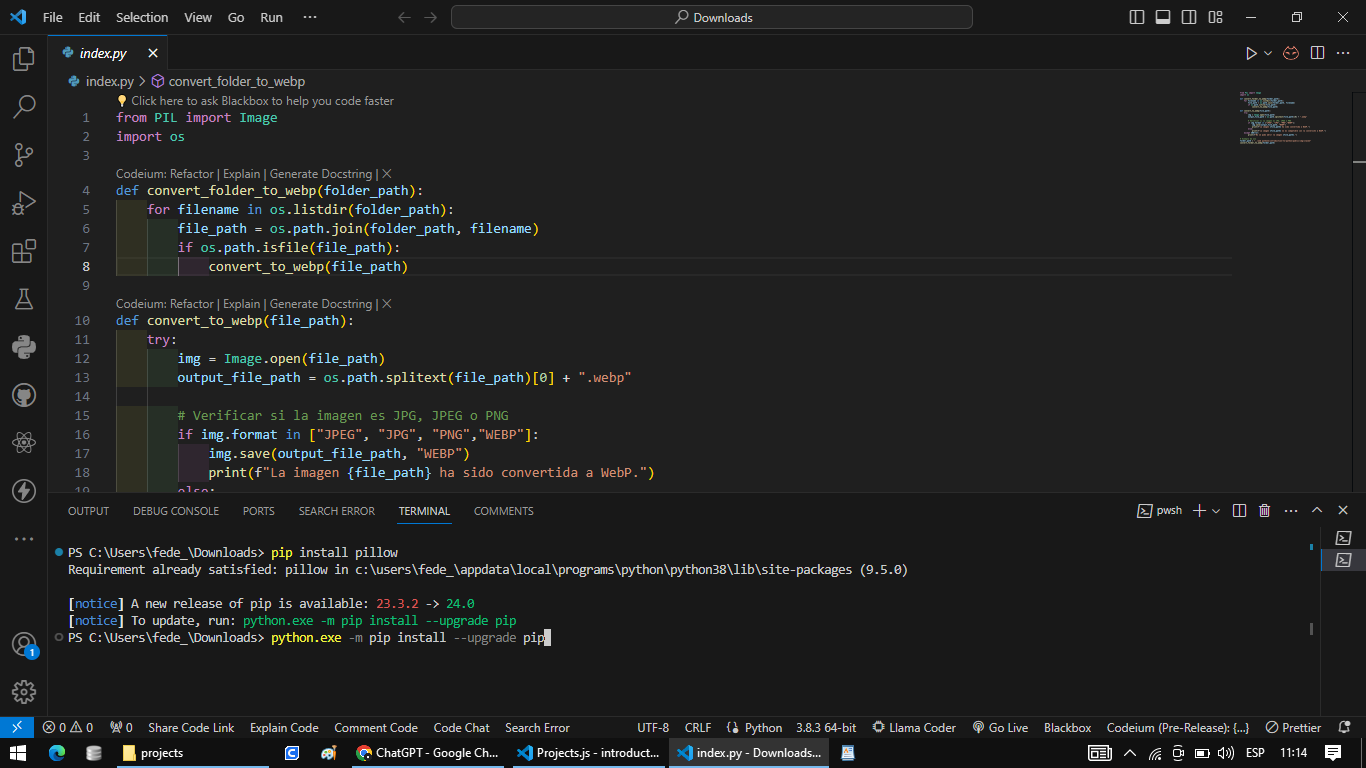 File Edit Selection View Go Run ··· Downloads
index.py
index.py > convert_folder_to_webp
Click here to ask Blackbox to help you code faster
1 from PIL import Image
2 import os
3
Codeium: Refactor | Explain | Generate Docstring | X
4 def convert_folder_to_webp(folder_path):
5 for filename in os.listdir(folder_path):
6 file_path = os.path.join(folder_path, filename)
7 if os.path.isfile(file_path):
8 convert_to_webp(file_path)
9
Codeium: Refactor | Explain | Generate Docstring | X
10 def convert_to_webp(file_path):
11 try:
12 img = Image.open(file_path)
13 output_file_path = os.path.splitext(file_path)[0] + ".webp"
14
15 # Verificar si la imagen es JPG, JPEG o PNG
16 if img.format in ["JPEG", "JPG", "PNG","WEBP"]:
17 img.save(output_file_path, "WEBP")
18 print(f"La imagen {file_path} ha sido convertida a WebP.")
19 else:
OUTPUT DEBUG CONSOLE PORTS SEARCH ERROR TERMINAL COMMENTS pwsh
PS C:\Users\fede_\Downloads> pip install pillow
Requirement already satisfied: pillow in c:\users\fede_\appdata\local\programs\python\python38\lib\site-packages (9.5.0)
[notice] A new release of pip is available: 23.3.2 -> 24.0
[notice] To update, run: python.exe -m pip install --upgrade pip
PS C:\Users\fede_\Downloads> python.exe -m pip install --upgrade pip
1
0 0 0 Share Code Link Explain Code Comment Code Code Chat Search Error UTF-8 CRLF Python 3.8.3 64-bit Llama Coder Go Live Blackbox Codeium (Pre-Release): {...} Prettier
projects ChatGPT - Google Ch... Projects.js - introduct... index.py - Downloads... ESP 11:14